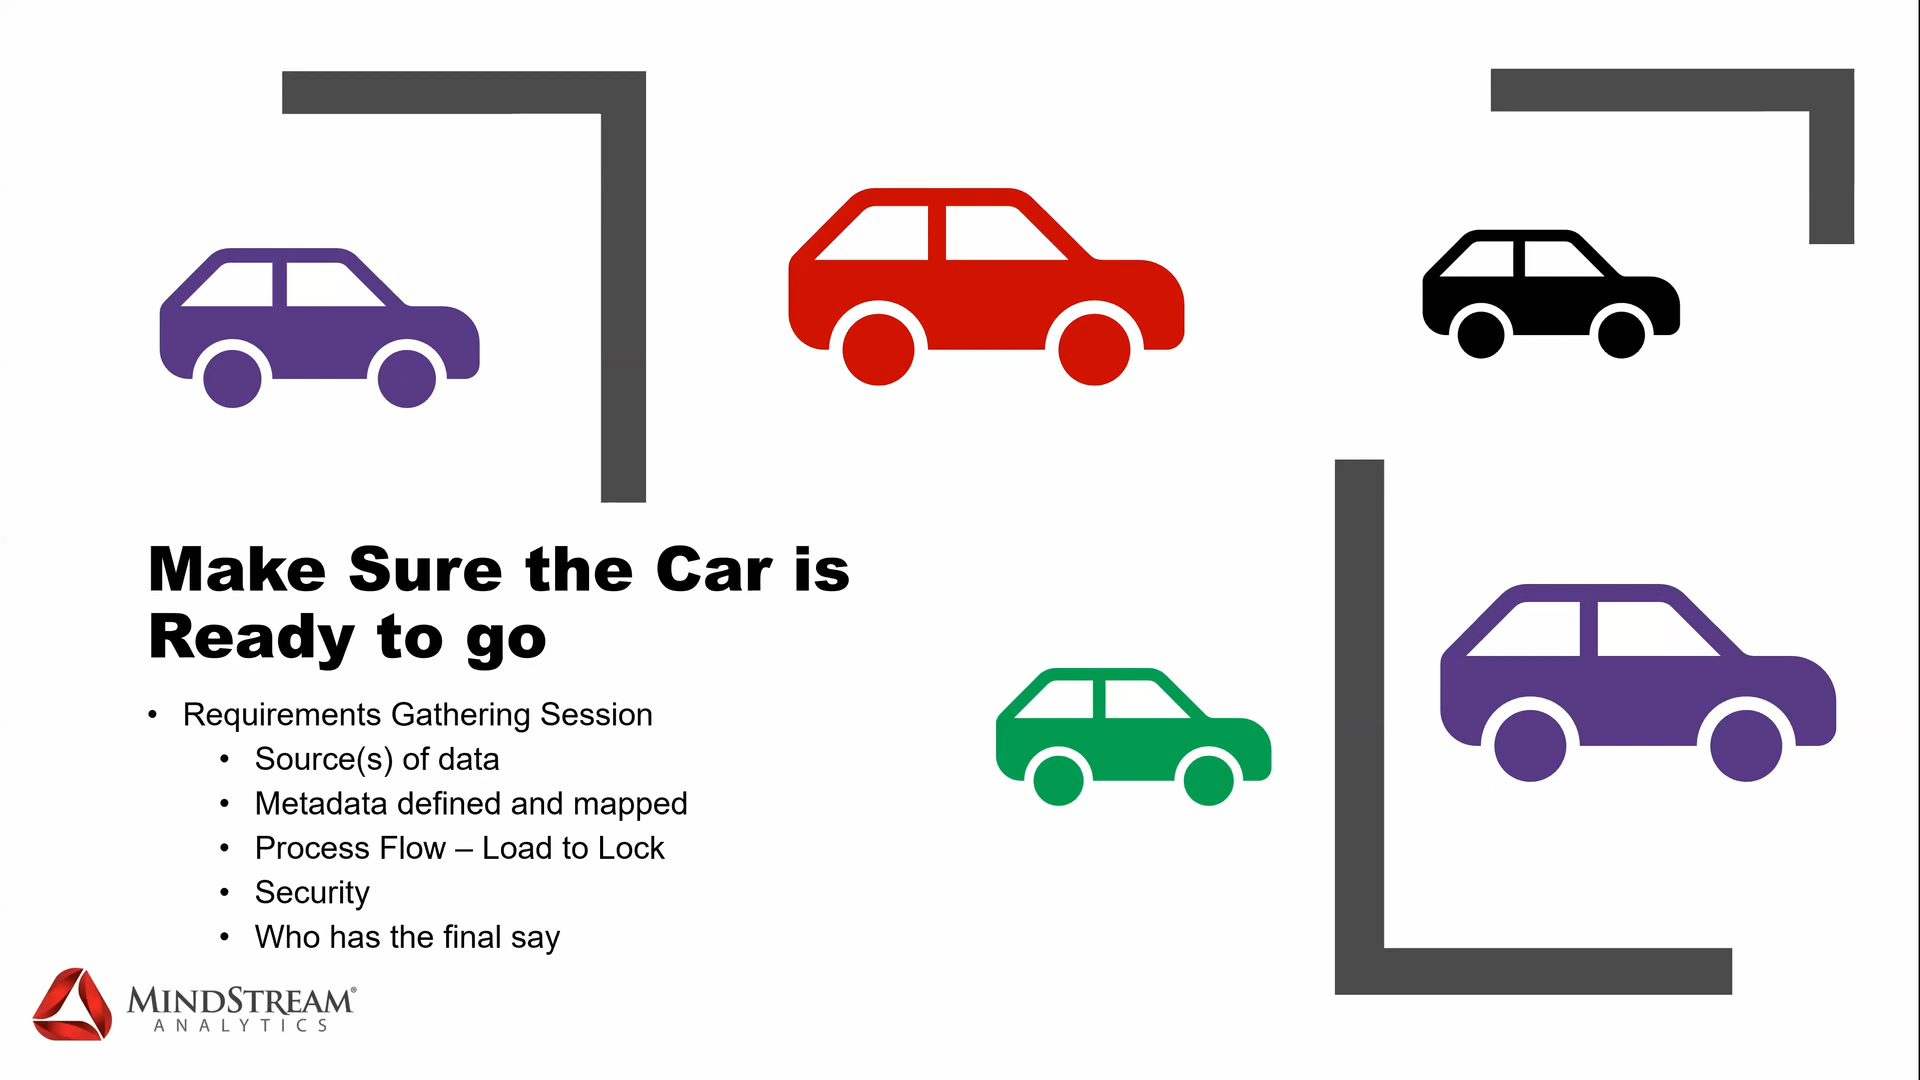 Make Sure the Car is
Ready to go
• Requirements Gathering Session
• Source(s) of data
• Metadata defined and mapped
• Process Flow – Load to Lock
• Security
• Who has the final say
MINDSTREAM®
ANALYTICS